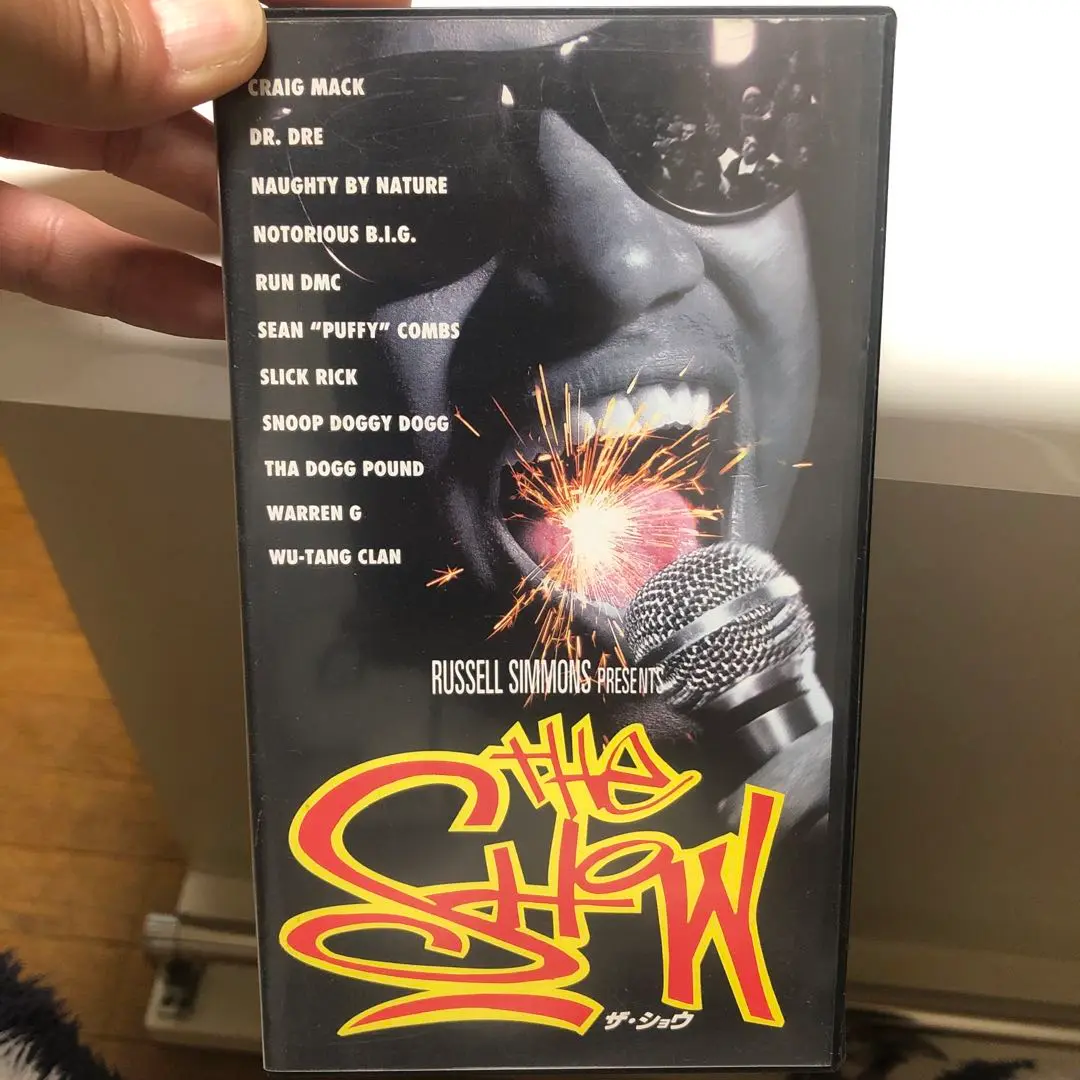 CRAIG MACK
DR. DRE
NAUGHTY BY NATURE
NOTORIOUS B.I.G.
RUN DMC
SEAN “PUFFY” COMBS
SLICK RICK
SNOOP DOGGY DOGG
THA DOGG POUND
WARREN G
WU-TANG CLAN
RUSSELL SIMMONS PRESENTS
THE
SHOW
ザ・ショウ